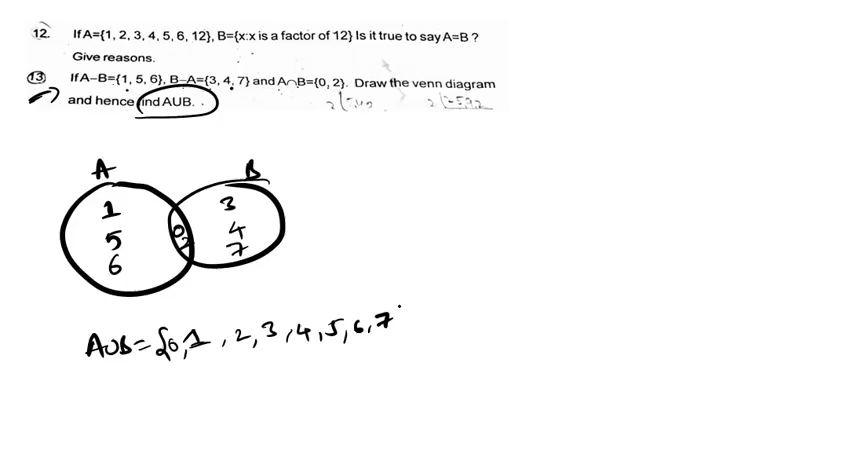 12. If A={1, 2, 3, 4, 5, 6, 12}, B={x:x is a factor of 12} Is it true to say A=B ?
Give reasons.
13 If A–B={1, 5, 6}, B–A={3, 4, 7} and A∩B={0, 2}. Draw the venn diagram
and hence find AUB.
A B
1 3
5 0 4
2
6 7
AUB={0,1, 2, 3, 4, 5, 6, 7